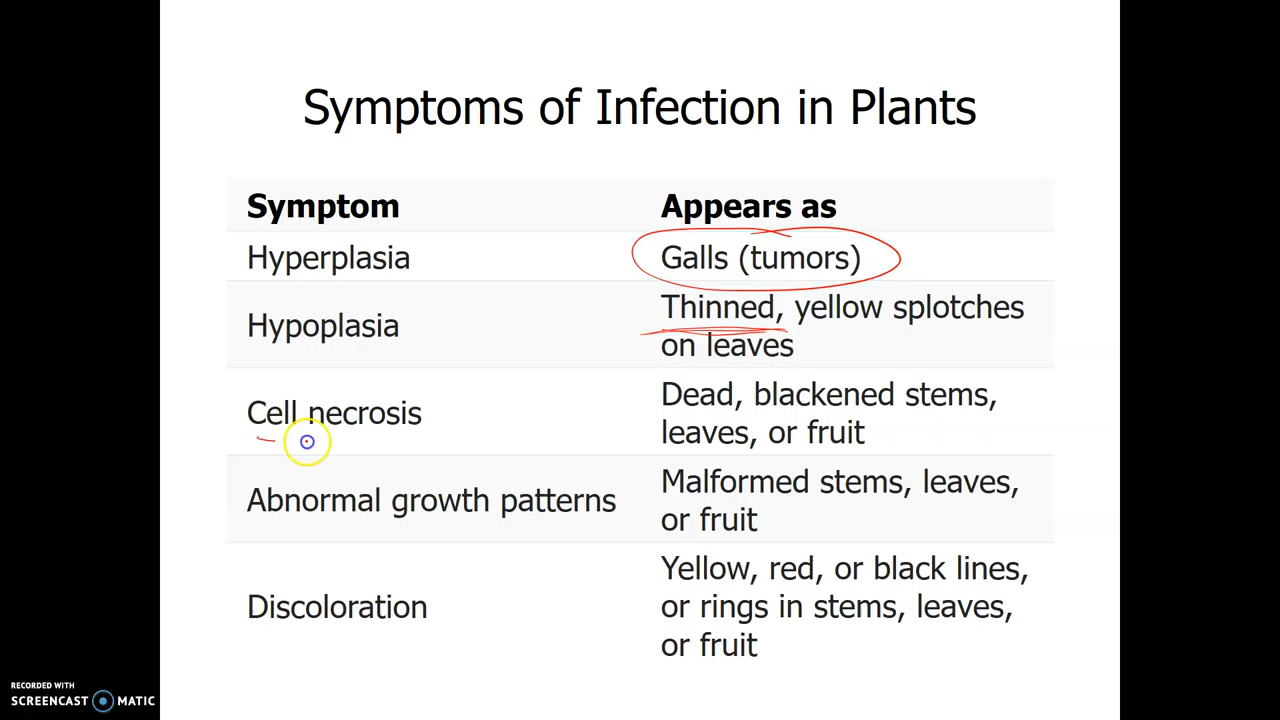 Symptoms of Infection in Plants
Symptom
Appears as
Hyperplasia
Galls (tumors)
Hypoplasia
Thinned, yellow splotches
on leaves
Cell necrosis
Dead, blackened stems,
leaves, or fruit
Abnormal growth patterns
Malformed stems, leaves,
or fruit
Discoloration
Yellow, red, or black lines,
or rings in stems, leaves,
or fruit
RECORDED WITH
SCREENCAST MATIC